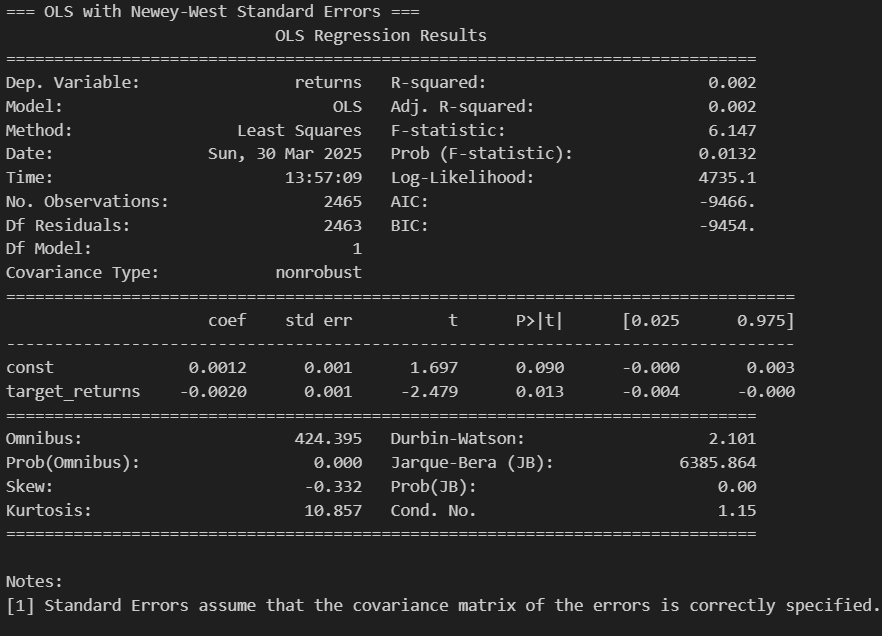 === OLS with Newey-West Standard Errors ===
                            OLS Regression Results
==============================================================================
Dep. Variable:                returns   R-squared:                       0.002
Model:                            OLS   Adj. R-squared:                  0.002
Method:                 Least Squares   F-statistic:                     6.147
Date:                Sun, 30 Mar 2025   Prob (F-statistic):             0.0132
Time:                        13:57:09   Log-Likelihood:                 4735.1
No. Observations:                2465   AIC:                            -9466.
Df Residuals:                    2463   BIC:                            -9454.
Df Model:                           1
Covariance Type:            nonrobust
==================================================================================
                     coef    std err          t      P>|t|      [0.025      0.975]
----------------------------------------------------------------------------------
const              0.0012      0.001      1.697      0.090      -0.000       0.003
target_returns    -0.0020      0.001     -2.479      0.013      -0.004      -0.000
==============================================================================
Omnibus:                      424.395   Durbin-Watson:                   2.101
Prob(Omnibus):                  0.000   Jarque-Bera (JB):             6385.864
Skew:                          -0.332   Prob(JB):                         0.00
Kurtosis:                      10.857   Cond. No.                         1.15
==============================================================================

Notes:
[1] Standard Errors assume that the covariance matrix of the errors is correctly specified.